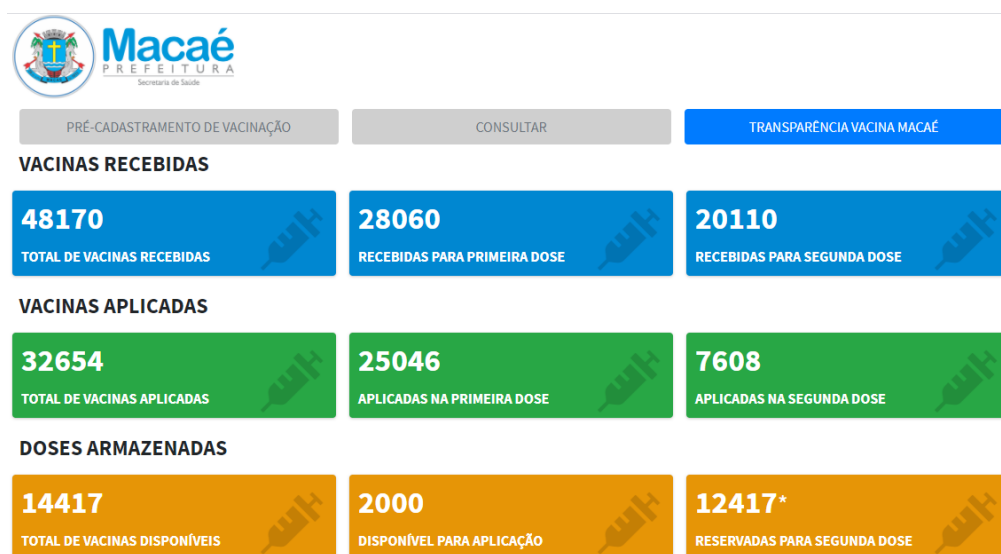 Macaé
PREFEITURA
Secretaria de Saúde
PRÉ-CADASTRAMENTO DE VACINAÇÃO
CONSULTAR
TRANSPARÊNCIA VACINA MACAÉ
VACINAS RECEBIDAS
48170
TOTAL DE VACINAS RECEBIDAS
28060
RECEBIDAS PARA PRIMEIRA DOSE
20110
RECEBIDAS PARA SEGUNDA DOSE
VACINAS APLICADAS
32654
TOTAL DE VACINAS APLICADAS
25046
APLICADAS NA PRIMEIRA DOSE
7608
APLICADAS NA SEGUNDA DOSE
DOSES ARMAZENADAS
14417
TOTAL DE VACINAS DISPONÍVEIS
2000
DISPONÍVEL PARA APLICAÇÃO
12417*
RESERVADAS PARA SEGUNDA DOSE